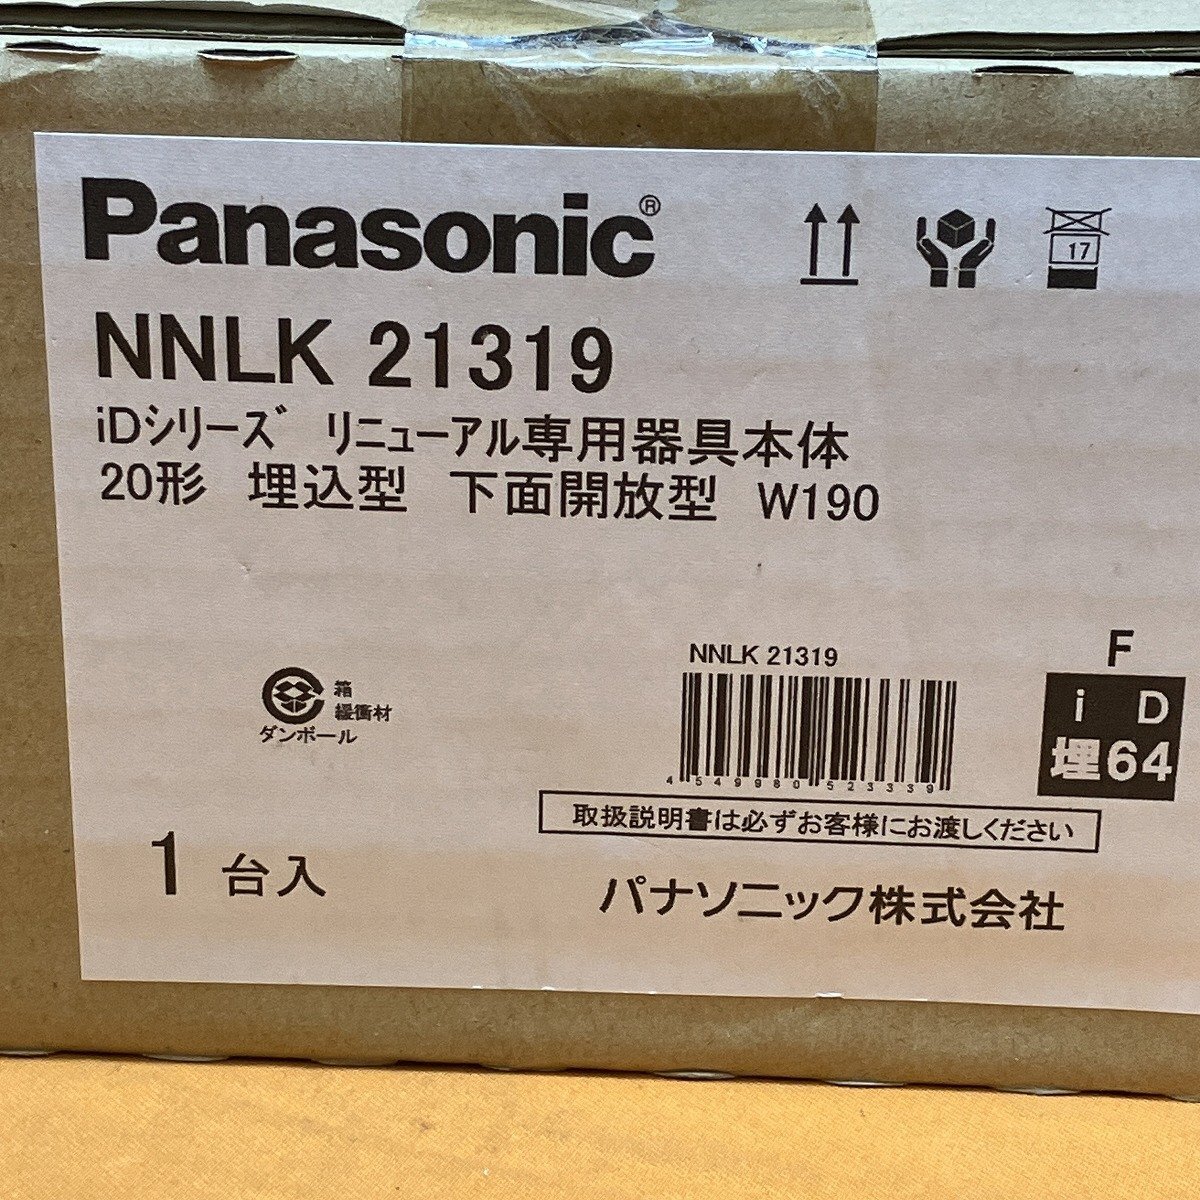 Panasonic®
17
NNLK 21319
iDシリーズ リニューアル専用器具本体
20形 埋込型 下面開放型 W190
箱
緩衝材
ダンボール
NNLK 21319
4549980523339
F
i D
埋64
取扱説明書は必ずお客様にお渡しください
1 台入
パナソニック株式会社